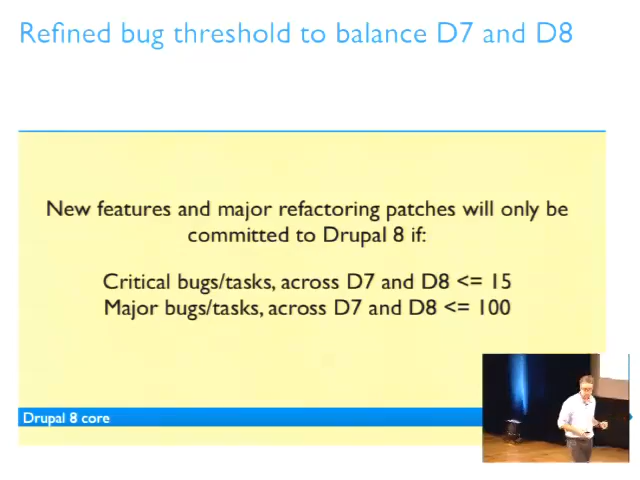 Refined bug threshold to balance D7 and D8
New features and major refactoring patches will only be
committed to Drupal 8 if:
Critical bugs/tasks, across D7 and D8 <= 15
Major bugs/tasks, across D7 and D8 <= 100
Drupal 8 core